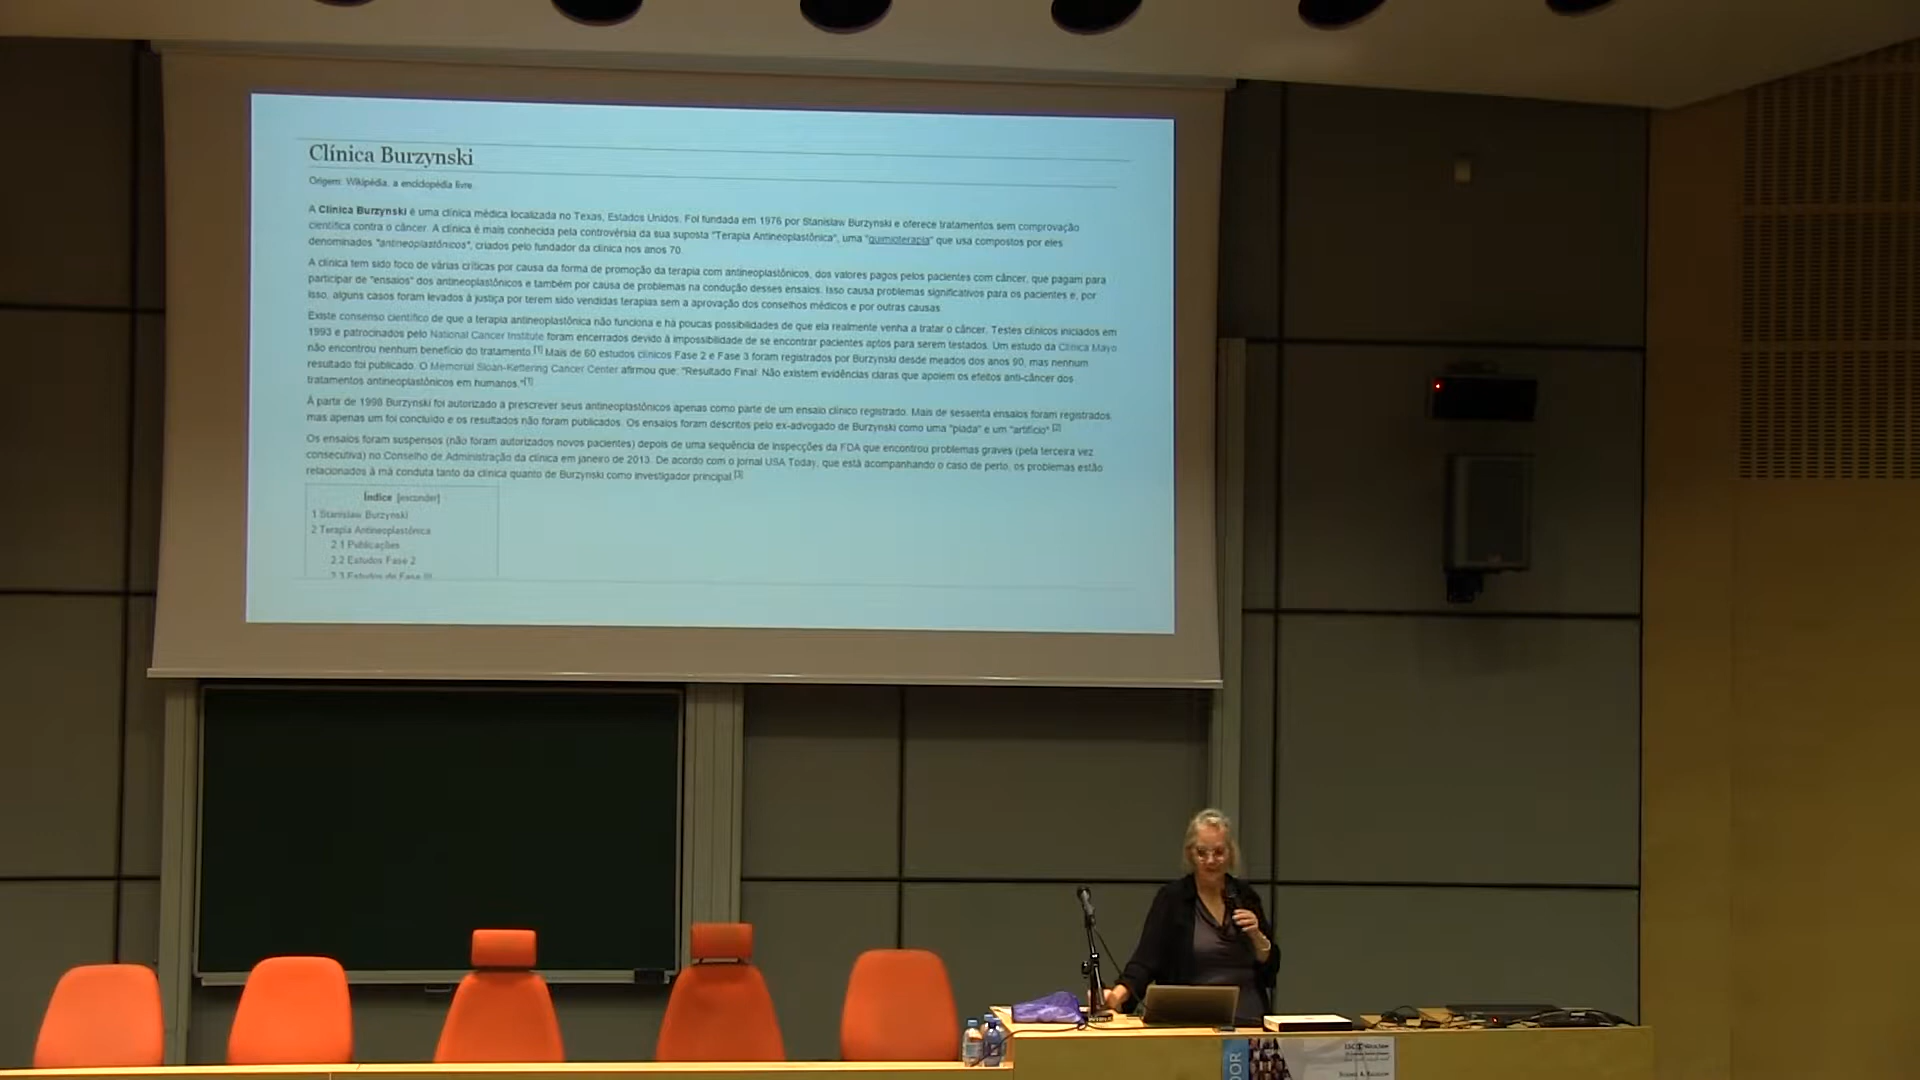 Clínica Burzynski
Origem: Wikipédia, a enciclopédia livre.
A Clínica Burzynski é uma clínica médica localizada no Texas, Estados Unidos. Foi fundada em 1976 por Stanislaw Burzynski e oferece tratamentos sem comprovação
científica contra o câncer. A clínica é mais conhecida pela controvérsia da sua suposta "Terapia Antineoplastônica", uma "quimioterapia" que usa compostos por eles
denominados "antineoplastônicos", criados pelo fundador da clínica nos anos 70.
A clínica tem sido foco de várias críticas por causa da forma de promoção da terapia com antineoplastônicos, dos valores pagos pelos pacientes com câncer, que pagam para
participar de "ensaios" dos antineoplastônicos e também por causa de problemas na condução desses ensaios. Isso causa problemas significativos para os pacientes e, por
isso, alguns casos foram levados à justiça por terem sido vendidas terapias sem a aprovação dos conselhos médicos e por outras causas.
Existe consenso científico de que a terapia antineoplastônica não funciona e há poucas possibilidades de que ela realmente venha a tratar o câncer. Testes clínicos iniciados em
1993 e patrocinados pelo National Cancer Institute foram encerrados devido à impossibilidade de se encontrar pacientes aptos para serem testados. Um estudo da Clínica Mayo
não encontrou nenhum benefício do tratamento.[1] Mais de 60 estudos clínicos Fase 2 e Fase 3 foram registrados por Burzynski desde meados dos anos 90, mas nenhum
resultado foi publicado. O Memorial Sloan-Kettering Cancer Center afirmou que: "Resultado Final: Não existem evidências claras que apoiem os efeitos anti-câncer dos
tratamentos antineoplastônicos em humanos."[1]
À partir de 1998 Burzynski foi autorizado a prescrever seus antineoplastônicos apenas como parte de um ensaio clínico registrado. Mais de sessenta ensaios foram registrados,
mas apenas um foi concluído e os resultados não foram publicados. Os ensaios foram descritos pelo ex-advogado de Burzynski como uma "piada" e um "artifício".[2]
Os ensaios foram suspensos (não foram autorizados novos pacientes) depois de uma sequência de inspecções da FDA que encontrou problemas graves (pela terceira vez
consecutiva) no Conselho de Administração da clínica em janeiro de 2013. De acordo com o jornal USA Today, que está acompanhando o caso de perto, os problemas estão
relacionados à má conduta tanto da clínica quanto de Burzynski como investigador principal.[3]
Índice [esconder]
1 Stanislaw Burzynski
2 Terapia Antineoplastônica
2.1 Publicações
2.2 Estudos Fase 2
2.3 Estudos de Fase III